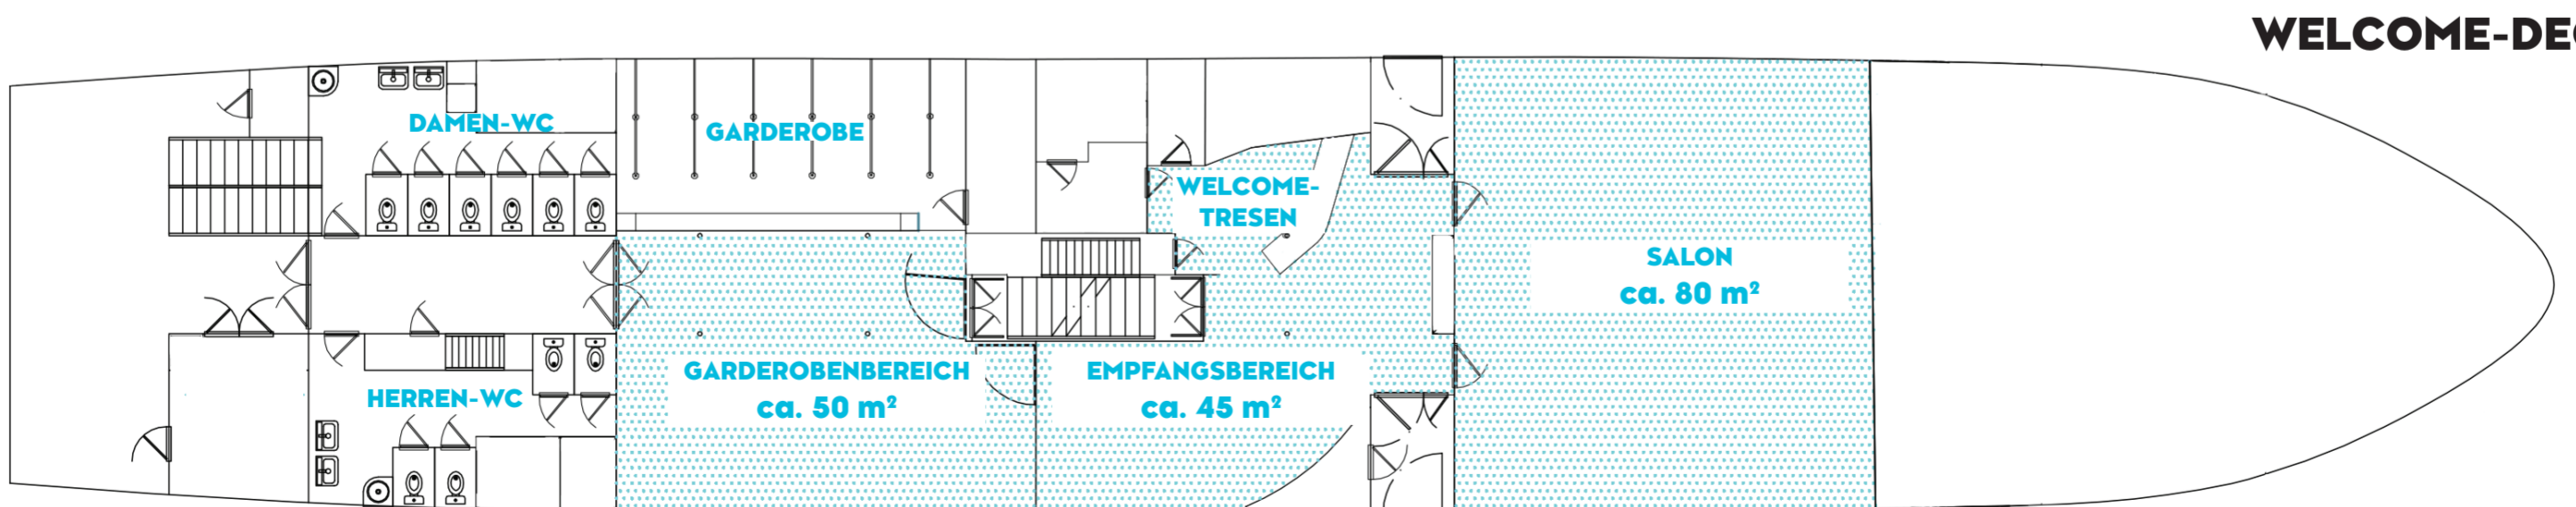 WELCOME-DE
DAMEN-WC
GARDEROBE
WELCOME-
TRESEN
SALON
ca. 80 m²
GARDEROBENBEREICH
ca. 50 m²
EMPFANGSBEREICH
ca. 45 m²
HERREN-WC